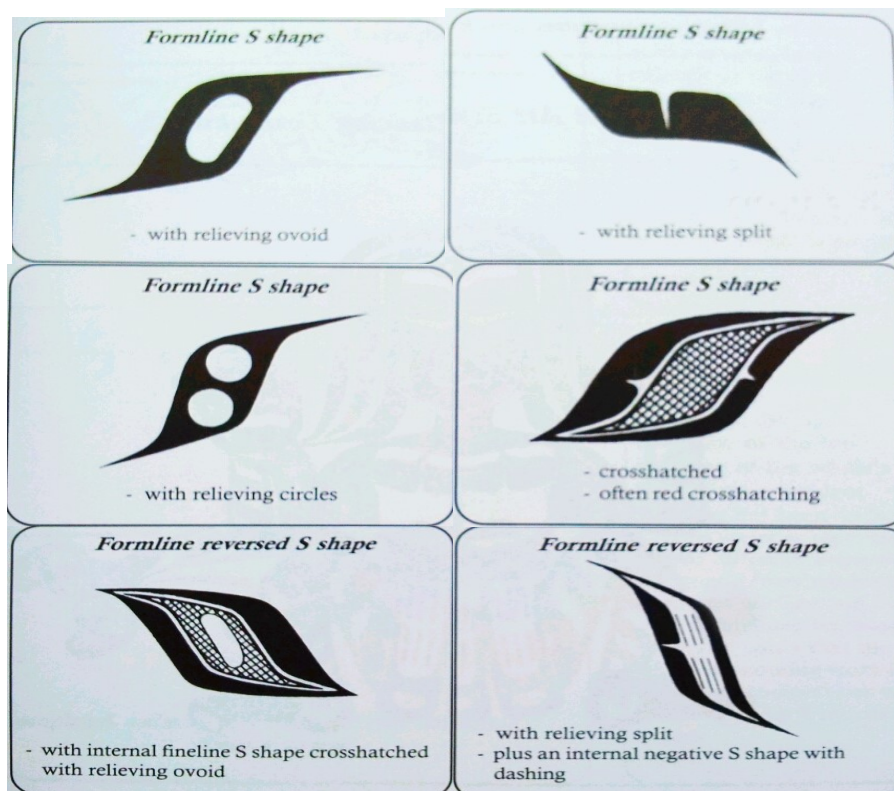 Formline S shape
- with relieving ovoid
Formline S shape
- with relieving split
Formline S shape
- with relieving circles
Formline S shape
- crosshatched
- often red crosshatching
Formline reversed S shape
- with internal fineline S shape crosshatched
with relieving ovoid
Formline reversed S shape
- with relieving split
- plus an internal negative S shape with
dashing